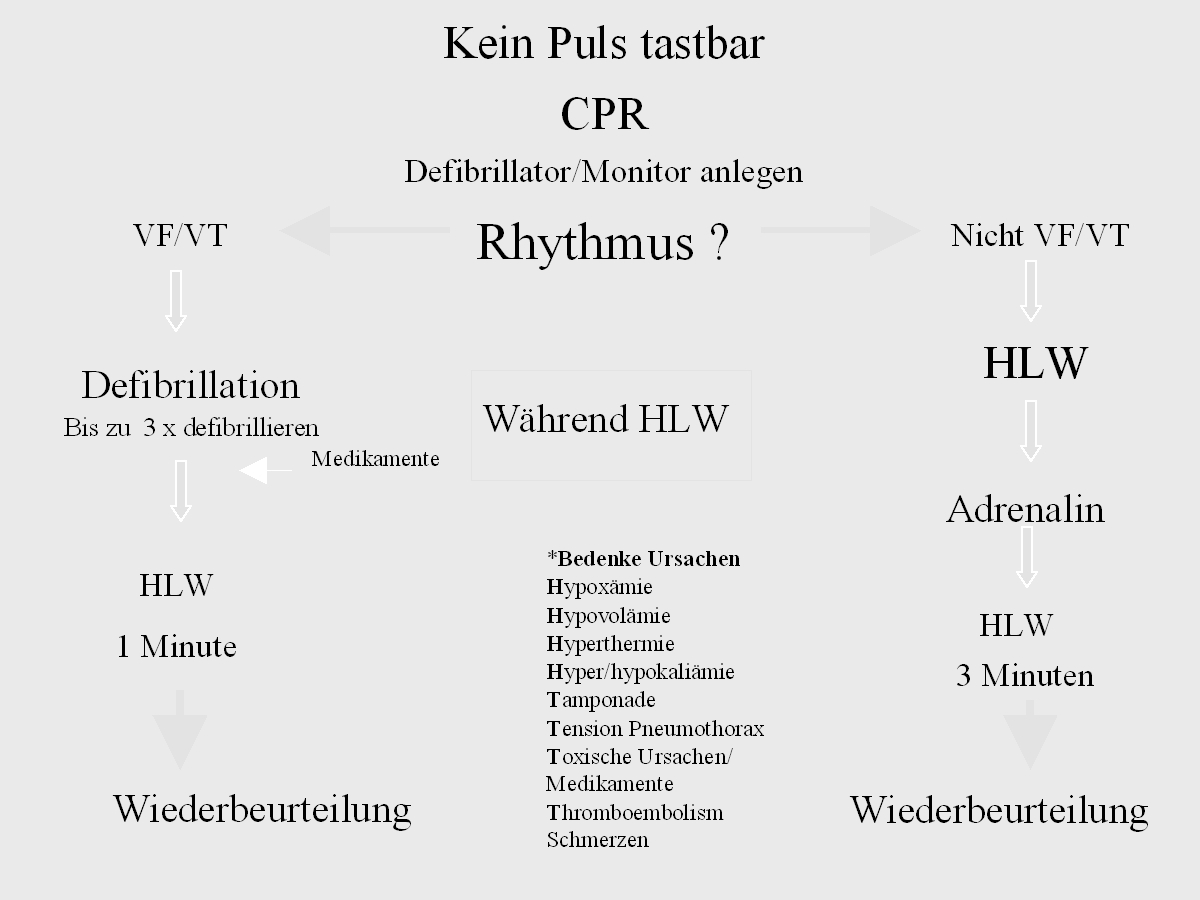 Kein Puls tastbar
CPR
Defibrillator/Monitor anlegen
VF/VT
Rhythmus ?
Nicht VF/VT
Defibrillation
Bis zu 3 x defibrillieren
Medikamente
HLW
1 Minute
Wiederbeurteilung
Während HLW
*Bedenke Ursachen
Hypoxämie
Hypovolämie
Hyperthermie
Hyper/hypokaliämie
Tamponade
Tension Pneumothorax
Toxische Ursachen/
Medikamente
Thromboembolism
Schmerzen
HLW
Adrenalin
HLW
3 Minuten
Wiederbeurteilung